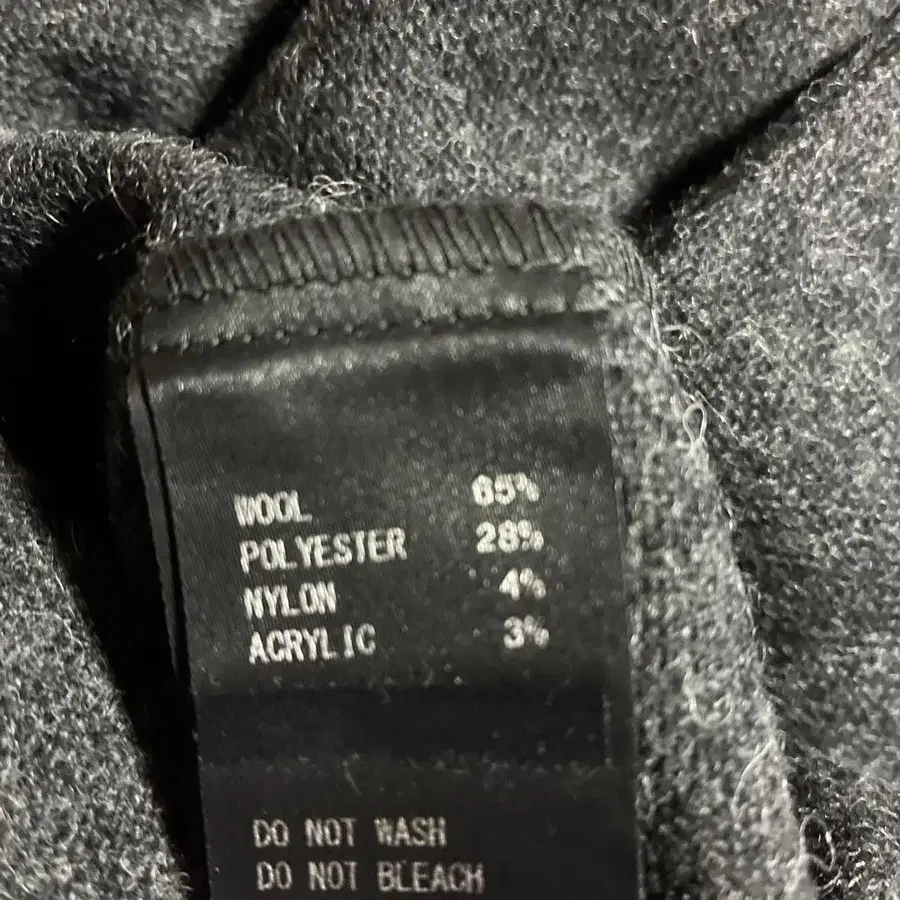 WOOL 65%
POLYESTER 28%
NYLON 4%
ACRYLIC 3%
DO NOT WASH
DO NOT BLEACH